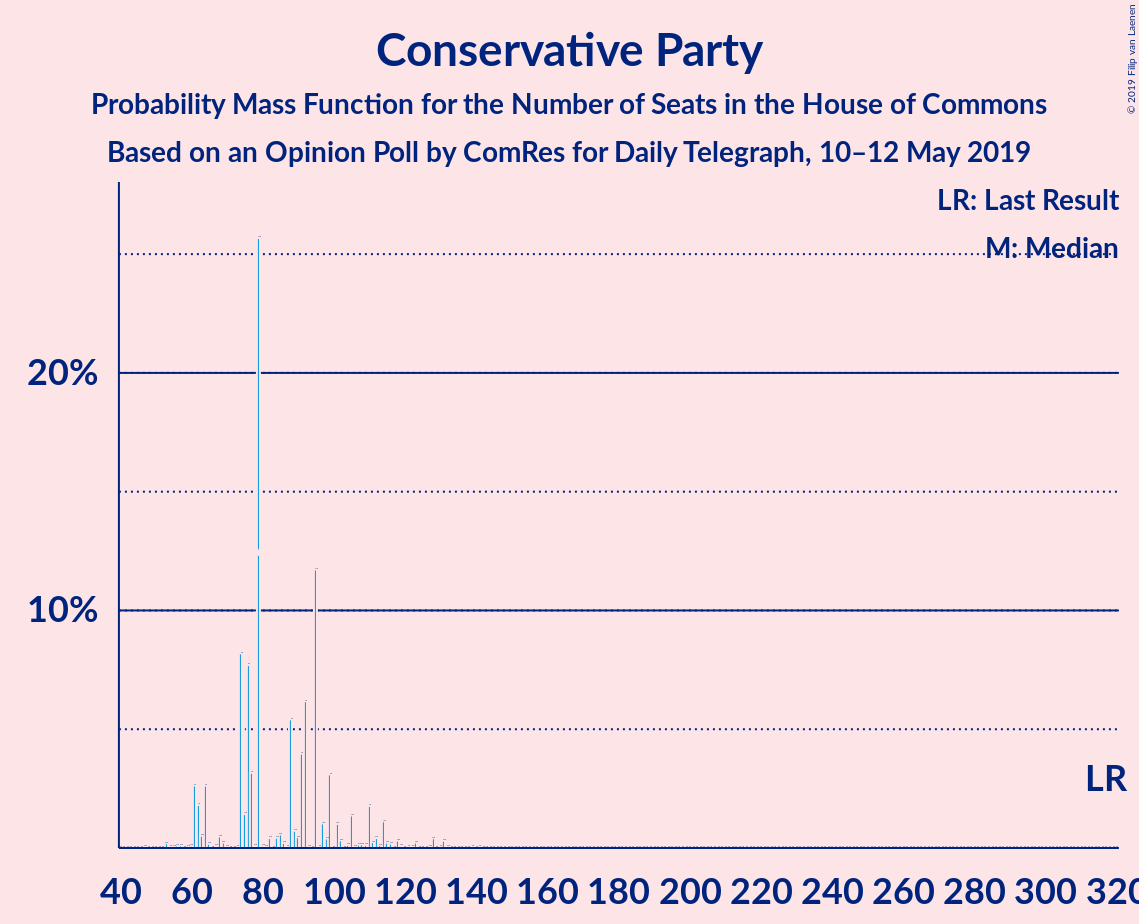 Conservative Party
Probability Mass Function for the Number of Seats in the House of Commons
Based on an Opinion Poll by ComRes for Daily Telegraph, 10–12 May 2019
© 2019 Filip van Laenen
LR: Last Result
M: Median
20%
10%
LR
40 60 80 100 120 140 160 180 200 220 240 260 280 300 320